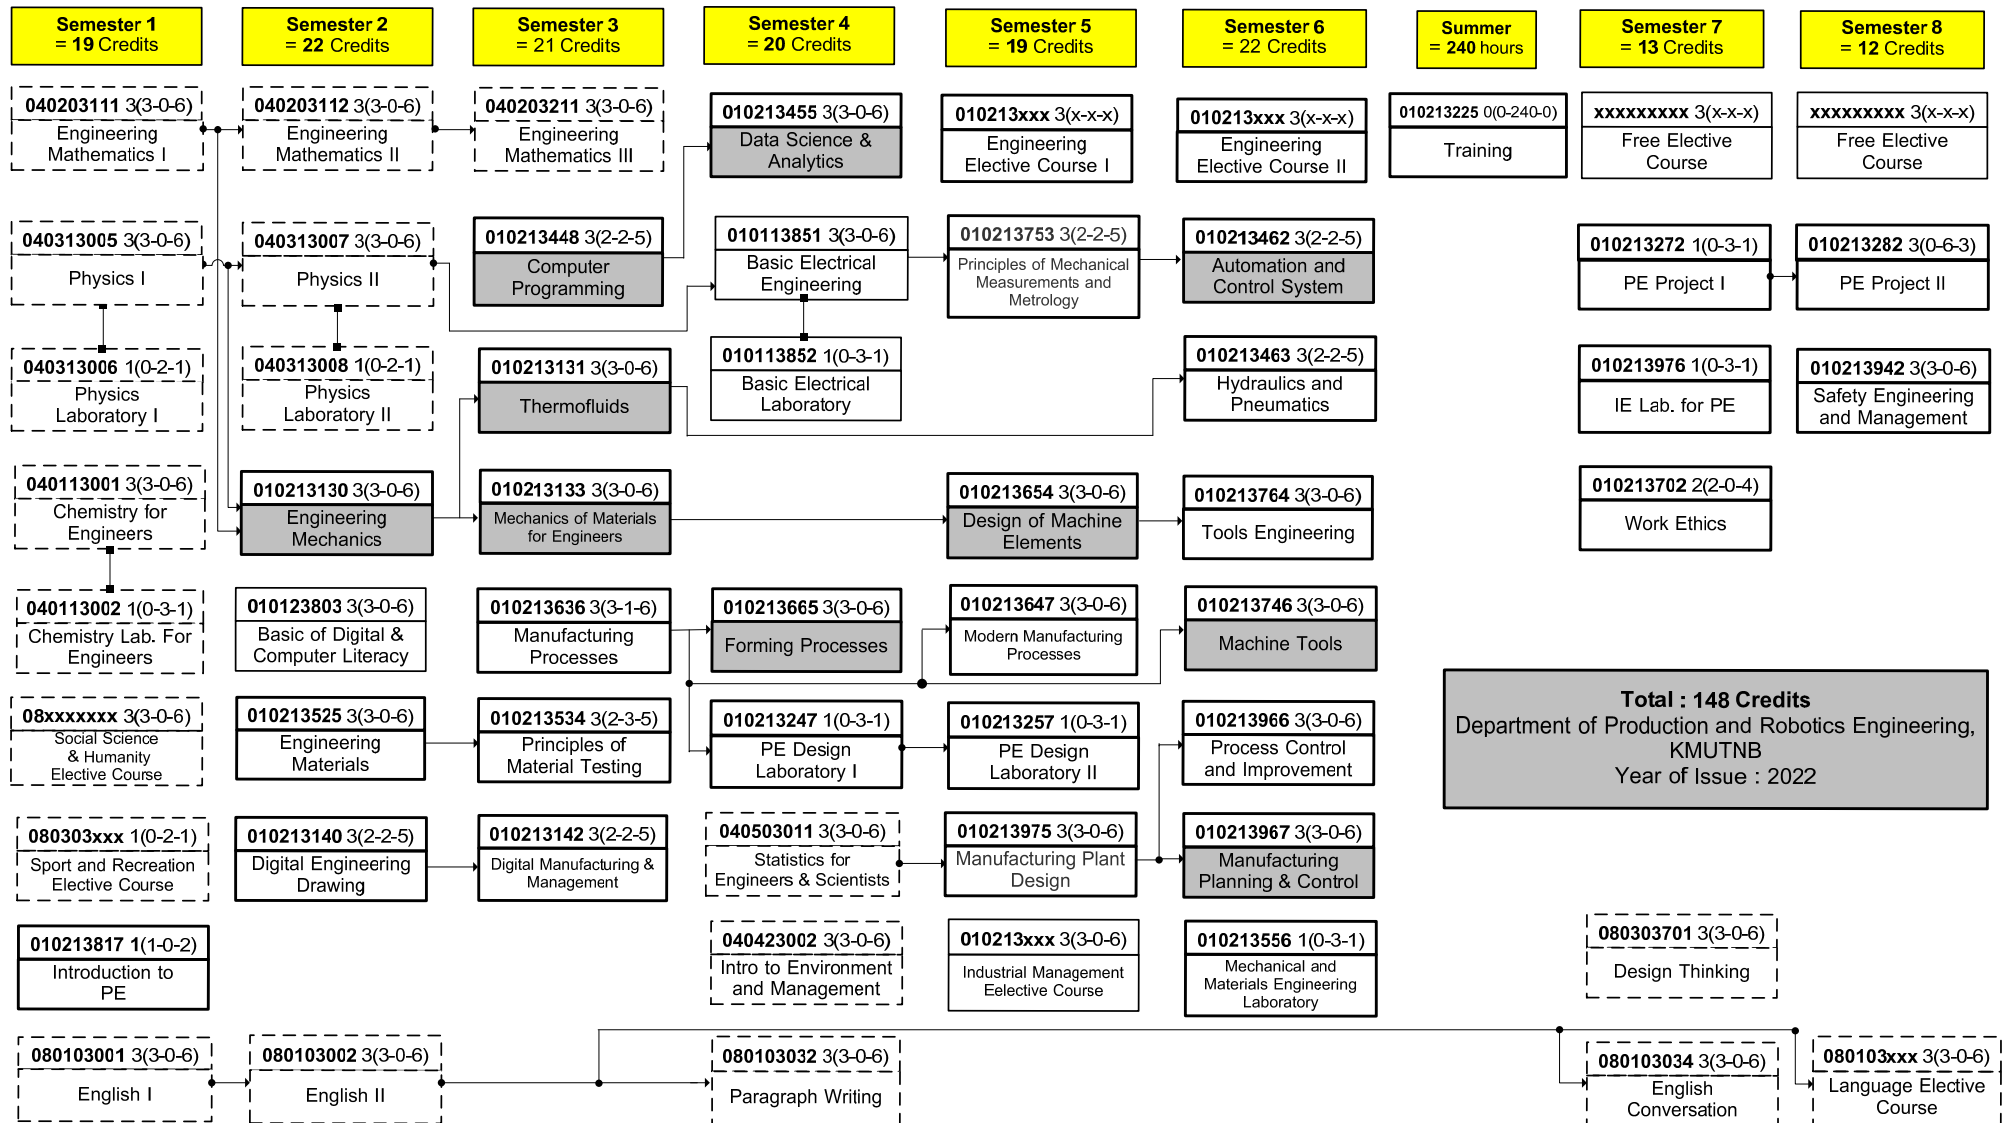 Semester 1
= 19 Credits
040203111 3(3-0-6)
Engineering
Mathematics I
040313005 3(3-0-6)
Physics I
040313006 1(0-2-1)
Physics
Laboratory I
040113001 3(3-0-6)
Chemistry for
Engineers
040113002 1(0-3-1)
Chemistry Lab. For
Engineers
08xxxxxxx 3(3-0-6)
Social Science
& Humanity
Elective Course
080303xxx 1(0-2-1)
Sport and Recreation
Elective Course
010213817 1(1-0-2)
Introduction to
PE
080103001 3(3-0-6)
English I
Semester 2
= 22 Credits
040203112 3(3-0-6)
Engineering
Mathematics II
040313007 3(3-0-6)
Physics II
040313008 1(0-2-1)
Physics
Laboratory II
010213130 3(3-0-6)
Engineering
Mechanics
010123803 3(3-0-6)
Basic of Digital &
Computer Literacy
010213525 3(3-0-6)
Engineering
Materials
010213140 3(2-2-5)
Digital Engineering
Drawing
080103002 3(3-0-6)
English II
Semester 3
= 21 Credits
040203211 3(3-0-6)
Engineering
Mathematics III
010213448 3(2-2-5)
Computer
Programming
010213131 3(3-0-6)
Thermofluids
010213133 3(3-0-6)
Mechanics of Materials
for Engineers
010213636 3(3-1-6)
Manufacturing
Processes
010213534 3(2-3-5)
Principles of
Material Testing
010213142 3(2-2-5)
Digital Manufacturing &
Management
Semester 4
= 20 Credits
010213455 3(3-0-6)
Data Science &
Analytics
010113851 3(3-0-6)
Basic Electrical
Engineering
010113852 1(0-3-1)
Basic Electrical
Laboratory
010213665 3(3-0-6)
Forming Processes
010213247 1(0-3-1)
PE Design
Laboratory I
040503011 3(3-0-6)
Statistics for
Engineers & Scientists
040423002 3(3-0-6)
Intro to Environment
and Management
080103032 3(3-0-6)
Paragraph Writing
Semester 5
= 19 Credits
010213xxx 3(x-x-x)
Engineering
Elective Course I
010213753 3(2-2-5)
Principles of Mechanical
Measurements and
Metrology
010213654 3(3-0-6)
Design of Machine
Elements
010213647 3(3-0-6)
Modern Manufacturing
Processes
010213257 1(0-3-1)
PE Design
Laboratory II
010213975 3(3-0-6)
Manufacturing Plant
Design
010213xxx 3(3-0-6)
Industrial Management
Eelective Course
Semester 6
= 22 Credits
010213xxx 3(x-x-x)
Engineering
Elective Course II
010213462 3(2-2-5)
Automation and
Control System
010213463 3(2-2-5)
Hydraulics and
Pneumatics
010213764 3(3-0-6)
Tools Engineering
010213746 3(3-0-6)
Machine Tools
010213966 3(3-0-6)
Process Control
and Improvement
010213967 3(3-0-6)
Manufacturing
Planning & Control
010213556 1(0-3-1)
Mechanical and
Materials Engineering
Laboratory
Summer
= 240 hours
010213225 0(0-240-0)
Training
Semester 7
= 13 Credits
xxxxxxxxx 3(x-x-x)
Free Elective
Course
010213272 1(0-3-1)
PE Project I
010213976 1(0-3-1)
IE Lab. for PE
010213702 2(2-0-4)
Work Ethics
080303701 3(3-0-6)
Design Thinking
080103034 3(3-0-6)
English
Conversation
Semester 8
= 12 Credits
xxxxxxxxx 3(x-x-x)
Free Elective
Course
010213282 3(0-6-3)
PE Project II
010213942 3(3-0-6)
Safety Engineering
and Management
080103xxx 3(3-0-6)
Language Elective
Course
Total : 148 Credits
Department of Production and Robotics Engineering,
KMUTNB
Year of Issue : 2022